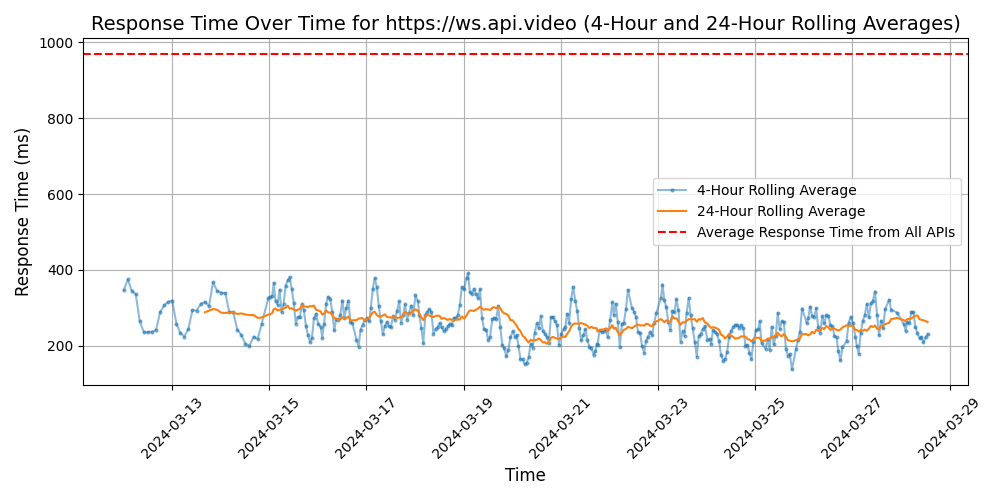 Response Time Over Time for https://ws.api.video (4-Hour and 24-Hour Rolling Averages)
Response Time (ms)
1000
800
600
400
200
4-Hour Rolling Average
24-Hour Rolling Average
Average Response Time from All APIs
2024-03-13
2024-03-15
2024-03-17
2024-03-19
2024-03-21
2024-03-23
2024-03-25
2024-03-27
2024-03-29
Time